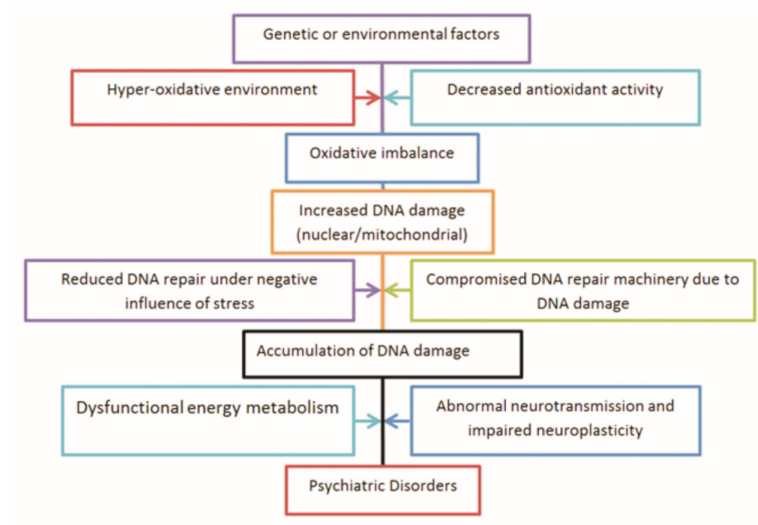 Genetic or environmental factors
Hyper-oxidative environment
Decreased antioxidant activity
Oxidative imbalance
Increased DNA damage
(nuclear/mitochondrial)
Reduced DNA repair under negative
influence of stress
Compromised DNA repair machinery due to
DNA damage
Accumulation of DNA damage
Dysfunctional energy metabolism
Abnormal neurotransmission and
impaired neuroplasticity
Psychiatric Disorders